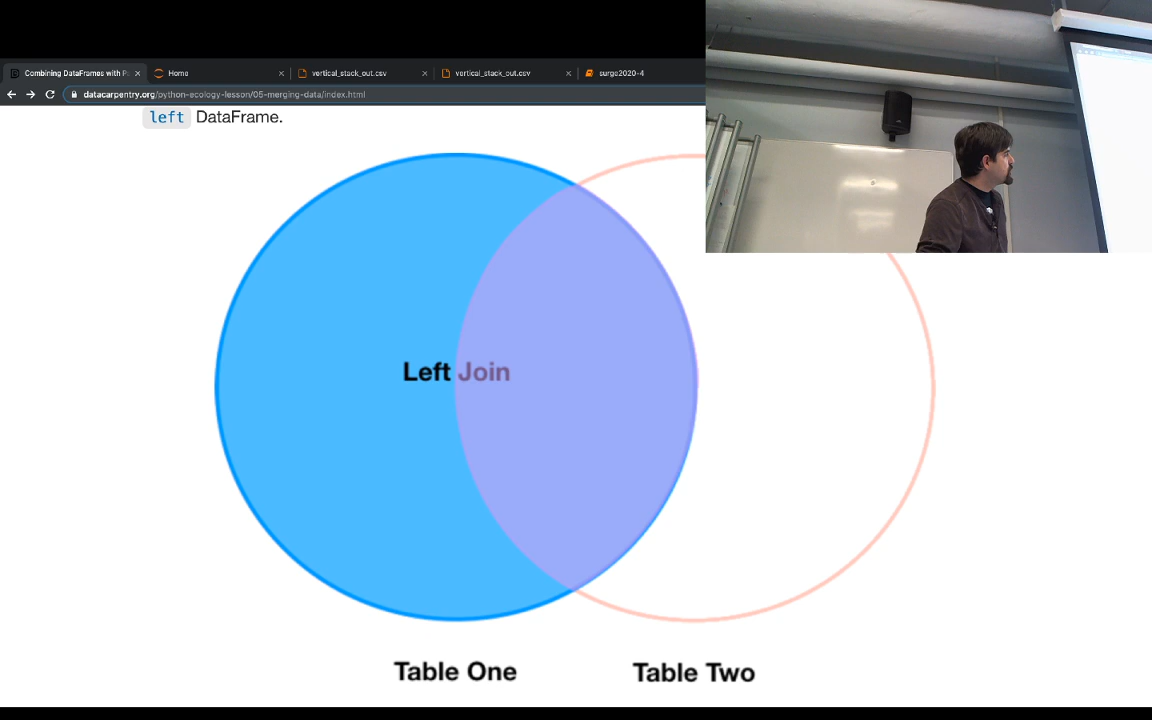 Combining DataFrames with P
Home
vertical_stack_out.csv
vertical_stack_out.csv
surge2020-4
datacarpentry.org/python-ecology-lesson/05-merging-data/index.html
left DataFrame.
Left Join
Table One
Table Two